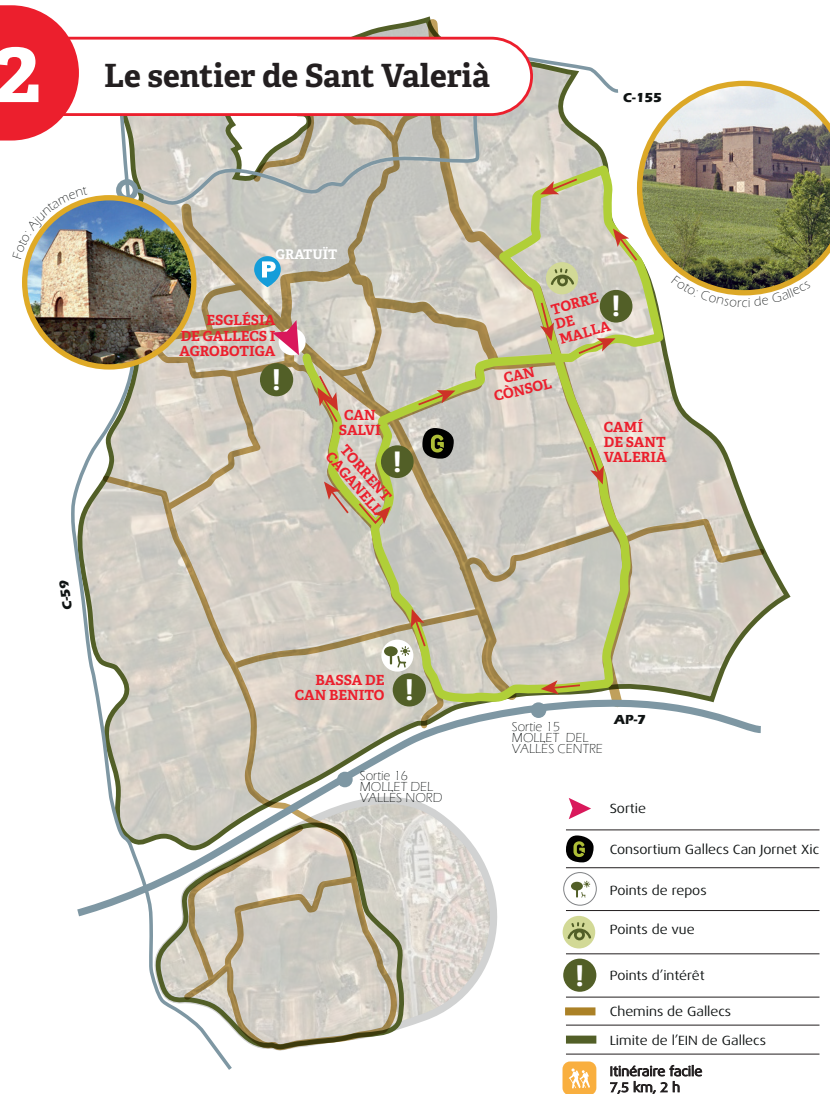 2
Le sentier de Sant Valerià
C-155
Foto: Ajuntament
Foto: Consorci de Gallecs
P
GRATUÏT
ESGLÉSIA
DE GALLECS I
AGROBOTIGA
!
TORRE
DE
MALLA
!
CAN
CÒNSOL
CAN
SALVI
G
!
TORRENT
CAGANELL
CAMÍ
DE SANT
VALERIÀ
C-59
BASSA DE
CAN BENITO
!
AP-7
Sortie 15
MOLLET DEL
VALLÈS CENTRE
Sortie 16
MOLLET DEL
VALLÈS NORD
Sortie
G
Consortium Gallecs Can Jornet Xic
Points de repos
Points de vue
!
Points d'intérêt
Chemins de Gallecs
Limite de l'EIN de Gallecs
Itinéraire facile
7,5 km, 2 h